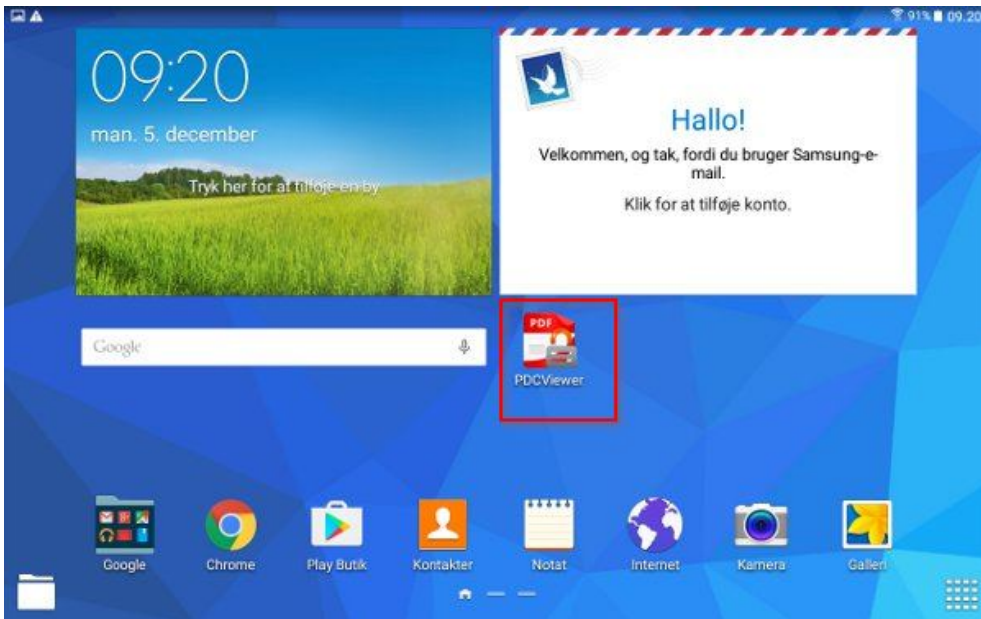 91% 09.20
09:20
man. 5. december
Tryk her for at tilføje en by
Hallo!
Velkommen, og tak, fordi du bruger Samsung-e-
mail.
Klik for at tilføje konto.
Google
PDF
PDCViewer
Google
Chrome
Play Butik
Kontakter
Notat
Internet
Kamera
Galleri